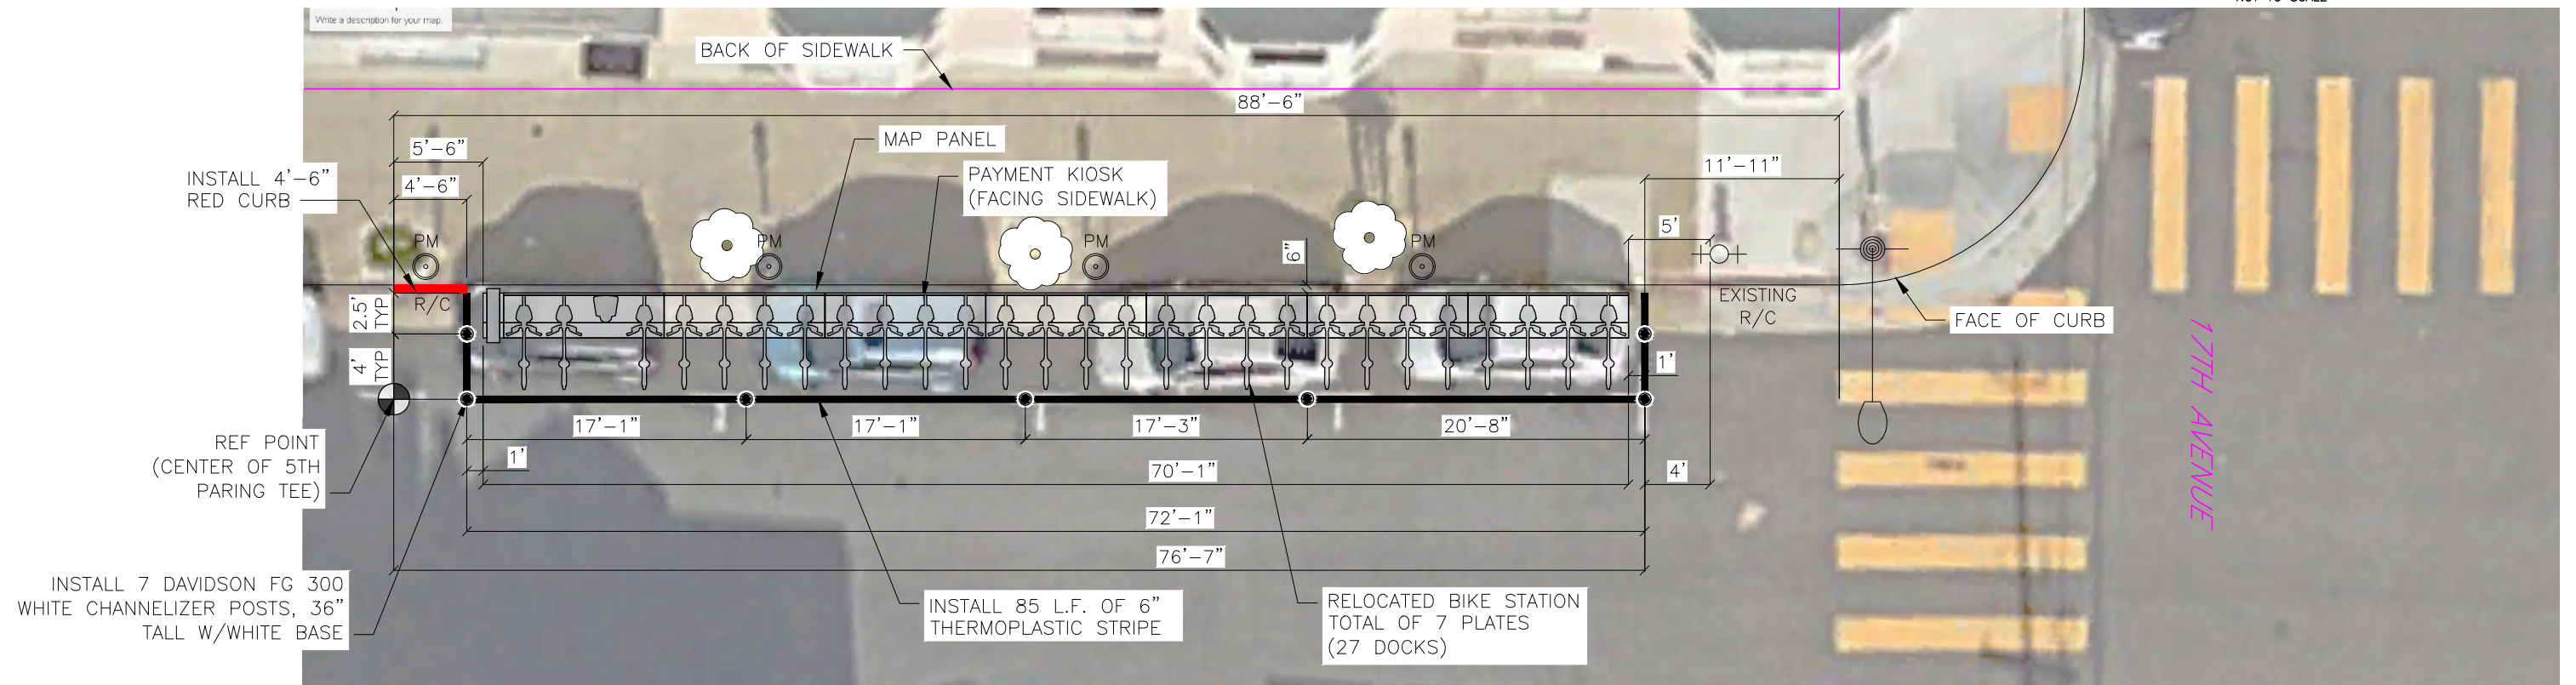 Write a description for your map.
BACK OF SIDEWALK
88'-6"
MAP PANEL
5'-6"
11'-11"
INSTALL 4'-6"
RED CURB
4'-6"
PAYMENT KIOSK
(FACING SIDEWALK)
5'
PM
PM
PM
PM
6"
R/C
2.5'
TYP
EXISTING
R/C
FACE OF CURB
4'
TYP
1'
17TH AVENUE
17'-1"
17'-1"
17'-3"
20'-8"
REF POINT
(CENTER OF 5TH
PARING TEE)
1'
70'-1"
4'
72'-1"
76'-7"
INSTALL 7 DAVIDSON FG 300
WHITE CHANNELIZER POSTS, 36"
TALL W/WHITE BASE
INSTALL 85 L.F. OF 6"
THERMOPLASTIC STRIPE
RELOCATED BIKE STATION
TOTAL OF 7 PLATES
(27 DOCKS)